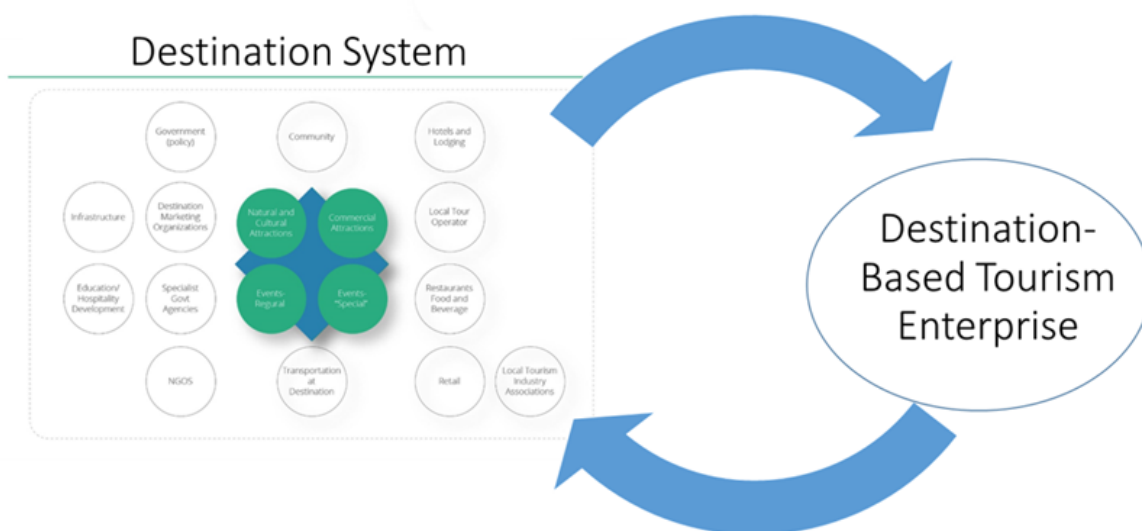 Destination System
Government
(policy)
Community
Hotels and
Lodging
Infrastructure
Destination
Marketing
Organizations
Natural and
Cultural
Attractions
Commercial
Attractions
Local Tour
Operator
Education/
Hospitality
Development
Specialist
Govt
Agencies
Events-
Regural
Events-
"Special"
Restaurants
Food and
Beverage
NGOS
Transportation
at
Destination
Retail
Local Tourism
Industry
Associations
Destination-
Based Tourism
Enterprise